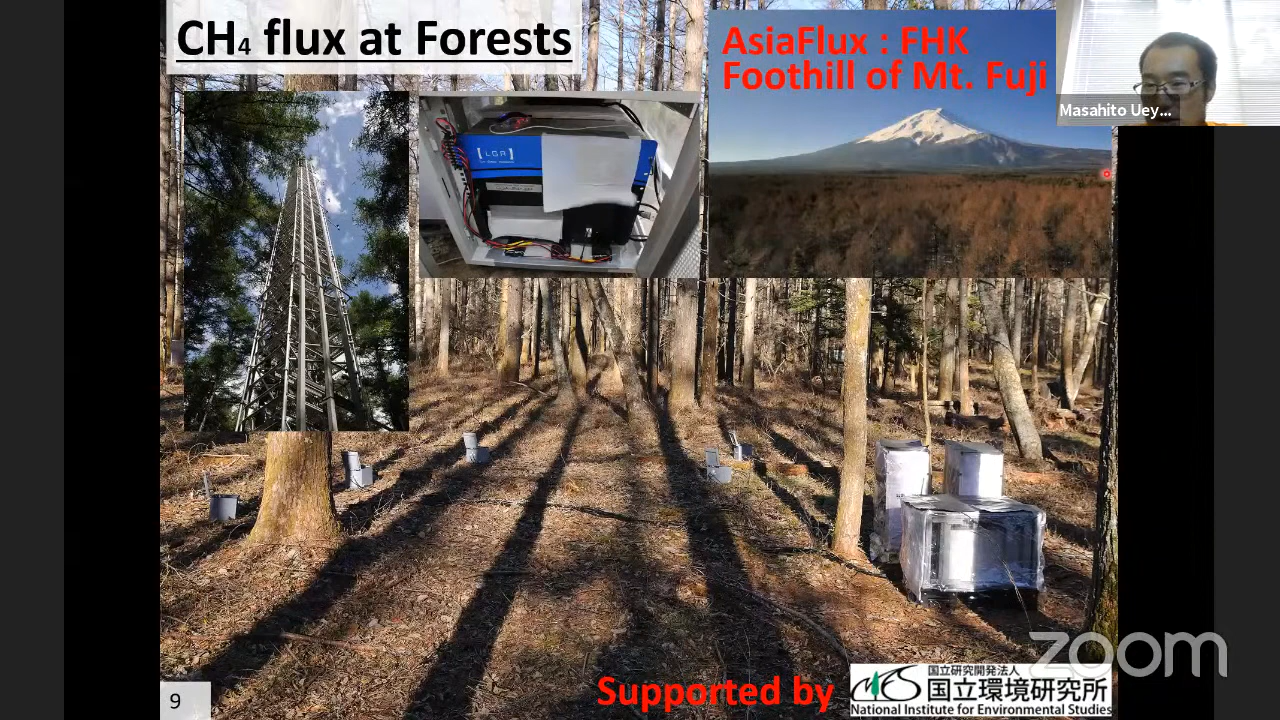 CH₄ flux at Forests
AsiaFlux : FHK
Foothill of Mt. Fuji
Masahito Uey...
[LGR]
zoom
Supported by
国立研究開発法人
国立環境研究所
National Institute for Environmental Studies
9